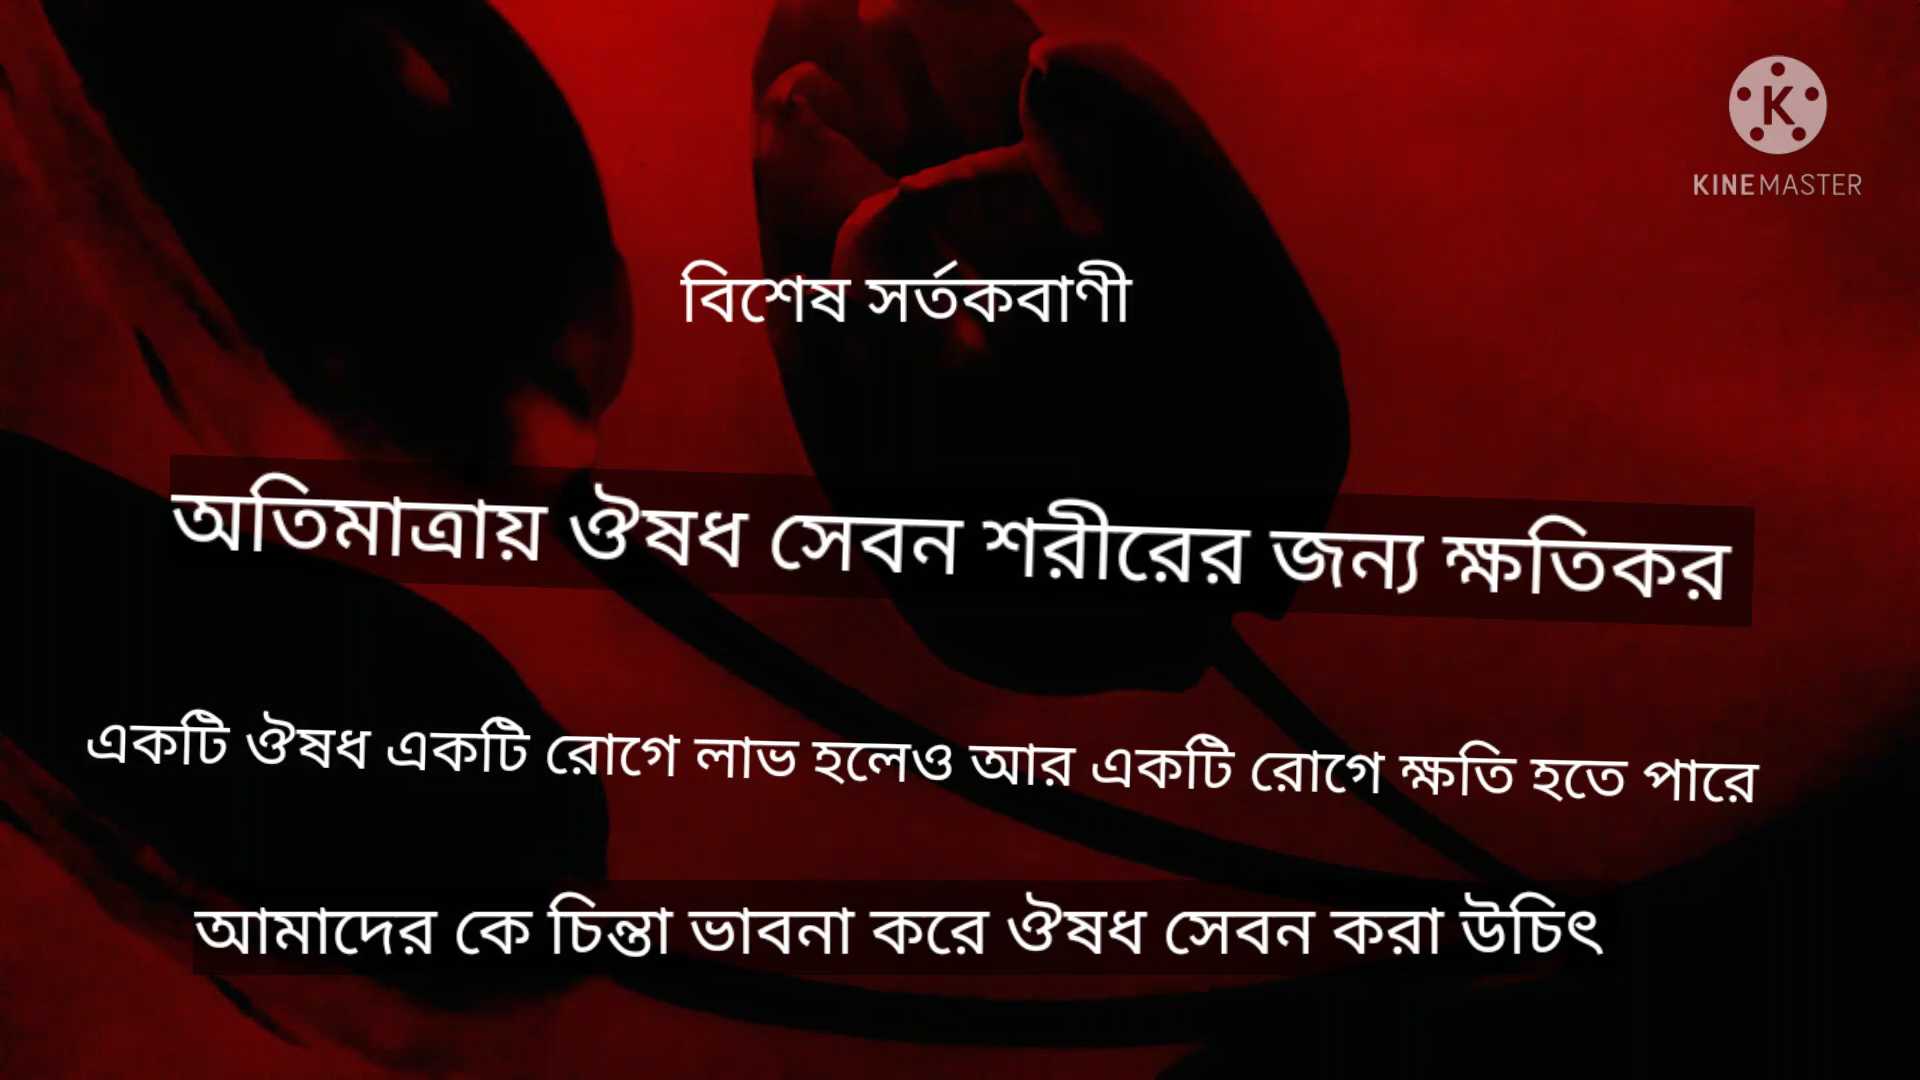 KINEMASTER
বিশেষ সর্তকবাণী
অতিমাত্রায় ঔষধ সেবন শরীরের জন্য ক্ষতিকর
একটি ঔষধ একটি রোগে লাভ হলেও আর একটি রোগে ক্ষতি হতে পারে
আমাদের কে চিন্তা ভাবনা করে ঔষধ সেবন করা উচিৎ